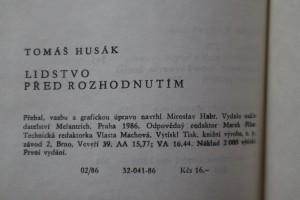 TOMÁŠ HUSÁK
LIDSTVO
PŘED ROZHODNUTÍM
Přebal, vazbu a grafickou úpravu navrhl Miroslav Habr. Vydalo
datelství Melantrich, Praha 1986. Odpovědný redaktor Marek
Technická redaktorka Vlasta Machová. Vytiskl Tisk, knižní výroba,
závod 2, Brno, Veveří 39. AA 15,77; VA 16,44. Náklad 2 000
První vydání.
02/86 32-041-86 Kčs 16.—